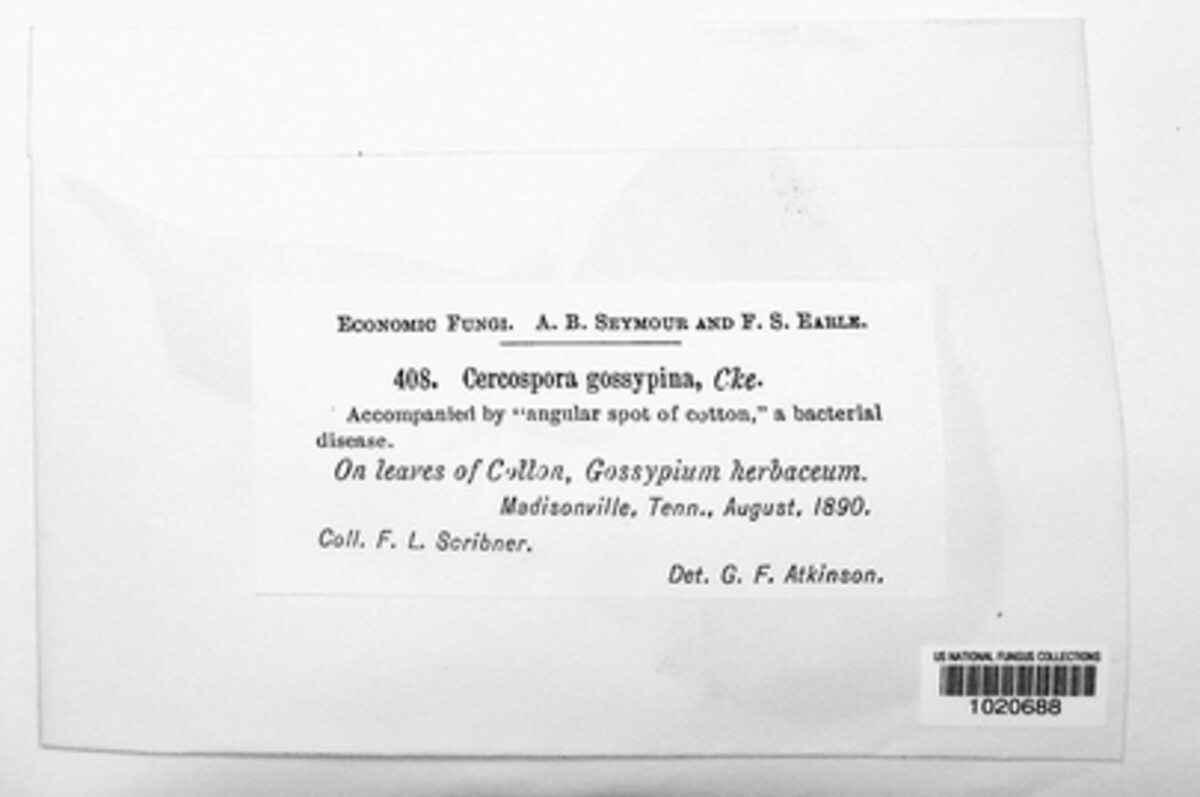 Economic Fungi. A. B. Seymour and F. S. Earle.
408. Cercospora gossypina, Cke.
Accompanied by "angular spot of cotton," a bacterial
disease.
On leaves of Cotton, Gossypium herbaceum.
Madisonville, Tenn., August, 1890.
Coll. F. L. Scribner.
Det. G. F. Atkinson.
US NATIONAL FUNGUS COLLECTIONS
1020688